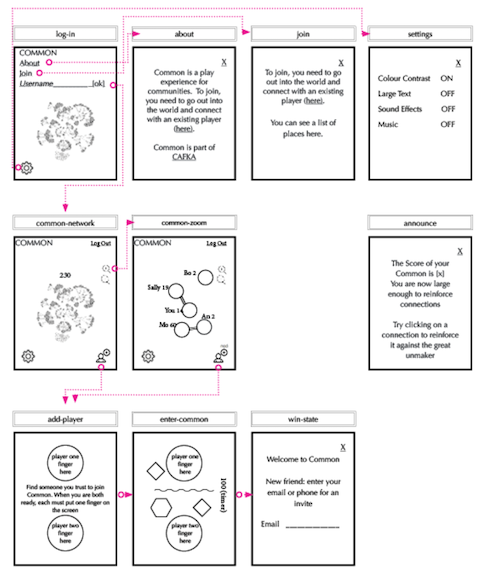 log-in
about
join
settings
COMMON
About
Join
Username_________[ok]
X
Common is a play
experience for
communities. To join,
you need to go out into
the world and connect
with an existing player
(here).
Common is part of
CAFKA
X
To join, you need to go
out into the world and
connect with an existing
player (here).
You can see a list of
places here.
X
Colour Contrast ON
Large Text OFF
Sound Effects OFF
Music OFF
common-network
common-zoom
announce
COMMON Log Out
230
COMMON Log Out
Bo 2
Sally 15
You 14
An 2
Mo 60
X
The Score of your
Common is [x]
You are now large
enough to reinforce
connections
Try clicking on a
connection to reinforce
it against the great
unmaker
add-player
enter-common
win-state
player one
finger
here
Find someone you trust to join
Common. When you are both
ready, each must put one finger on
the screen
player two
finger
here
player one
finger
here
100 (timer)
player two
finger
here
X
Welcome to Common
New friend: enter your
email or phone for an
invite
Email ____________